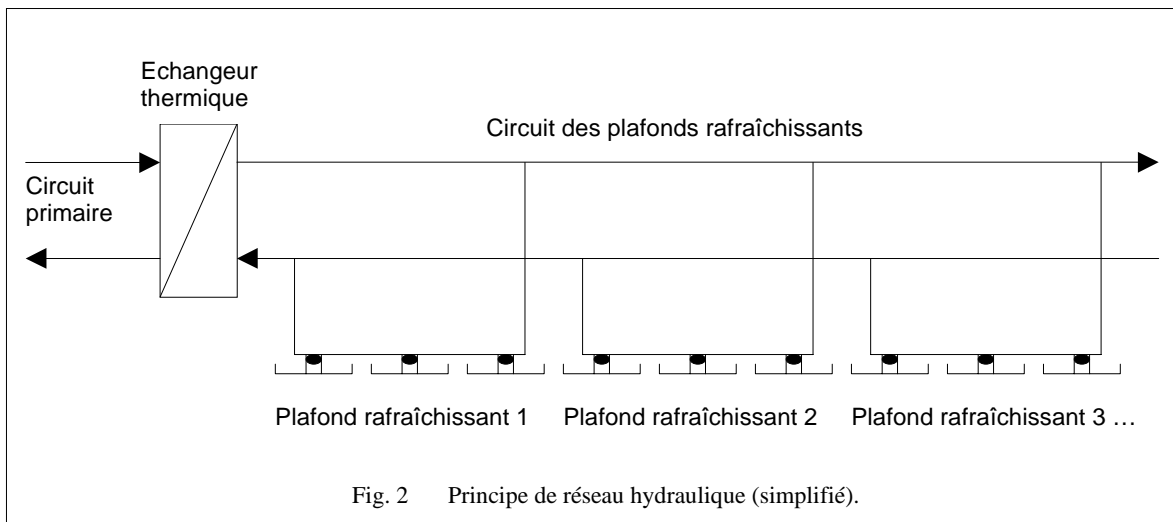 Echangeur
thermique
Circuit des plafonds rafraîchissants
Circuit
primaire
Plafond rafraîchissant 1
Plafond rafraîchissant 2
Plafond rafraîchissant 3 ...
Fig. 2 Principe de réseau hydraulique (simplifié).